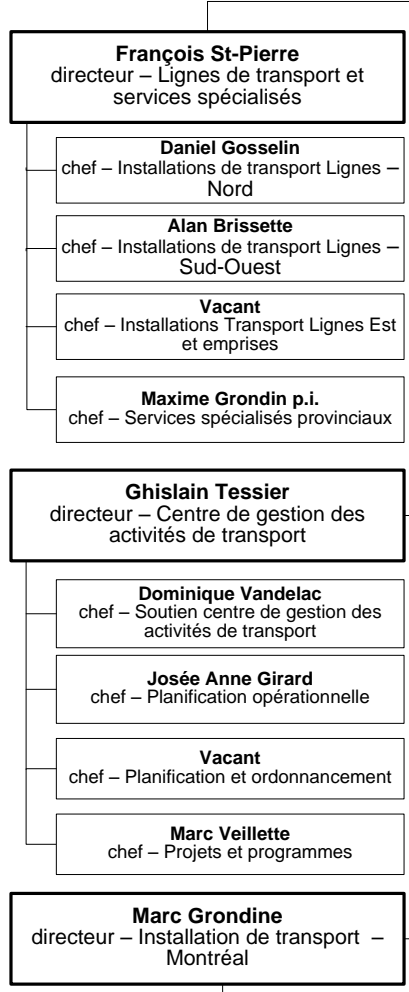 François St-Pierre
directeur – Lignes de transport et
services spécialisés
Daniel Gosselin
chef – Installations de transport Lignes –
Nord
Alan Brissette
chef – Installations de transport Lignes –
Sud-Ouest
Vacant
chef – Installations Transport Lignes Est
et emprises
Maxime Grondin p.i.
chef – Services spécialisés provinciaux
Ghislain Tessier
directeur – Centre de gestion des
activités de transport
Dominique Vandelac
chef – Soutien centre de gestion des
activités de transport
Josée Anne Girard
chef – Planification opérationnelle
Vacant
chef – Planification et ordonnancement
Marc Veillette
chef – Projets et programmes
Marc Grondine
directeur – Installation de transport –
Montréal